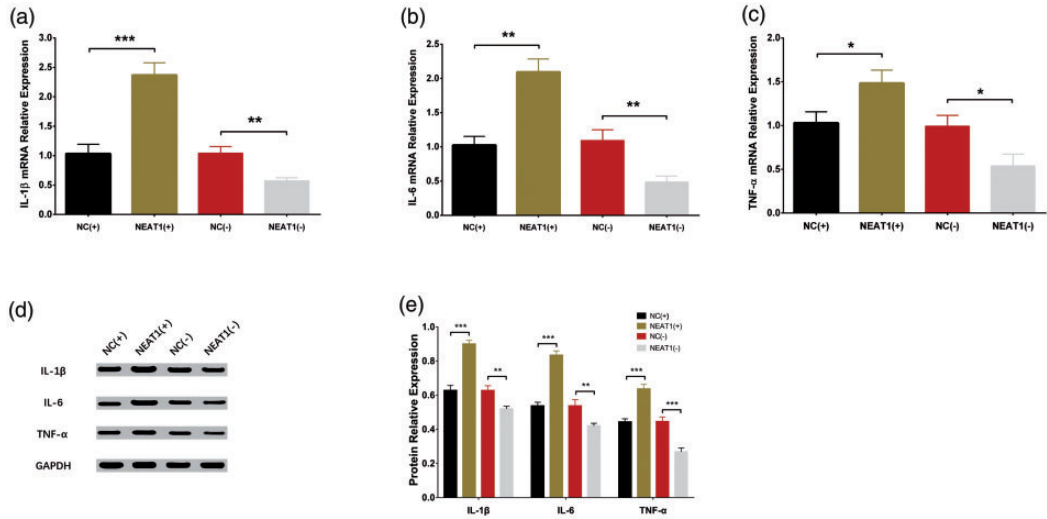 (a)
IL-1β mRNA Relative Expression
3.0
2.5
2.0
1.5
1.0
0.5
0.0
***
**
NC(+) NEAT1(+) NC(-) NEAT1(-)
(b)
IL-6 mRNA Relative Expression
2.5
2.0
1.5
1.0
0.5
0.0
**
**
NC(+) NEAT1(+) NC(-) NEAT1(-)
(c)
TNF-α mRNA Relative Expression
2.0
1.5
1.0
0.5
0.0
*
*
NC(+) NEAT1(+) NC(-) NEAT1(-)
(d)
NC(+) NEAT1(+) NC(-) NEAT1(-)
IL-1β
IL-6
TNF-α
GAPDH
(e)
NC(+)
NEAT1(+)
NC(-)
NEAT1(-)
Protein Relative Expression
1.0
0.8
0.6
0.4
0.2
0.0
***
**
***
**
***
***
IL-1β IL-6 TNF-α